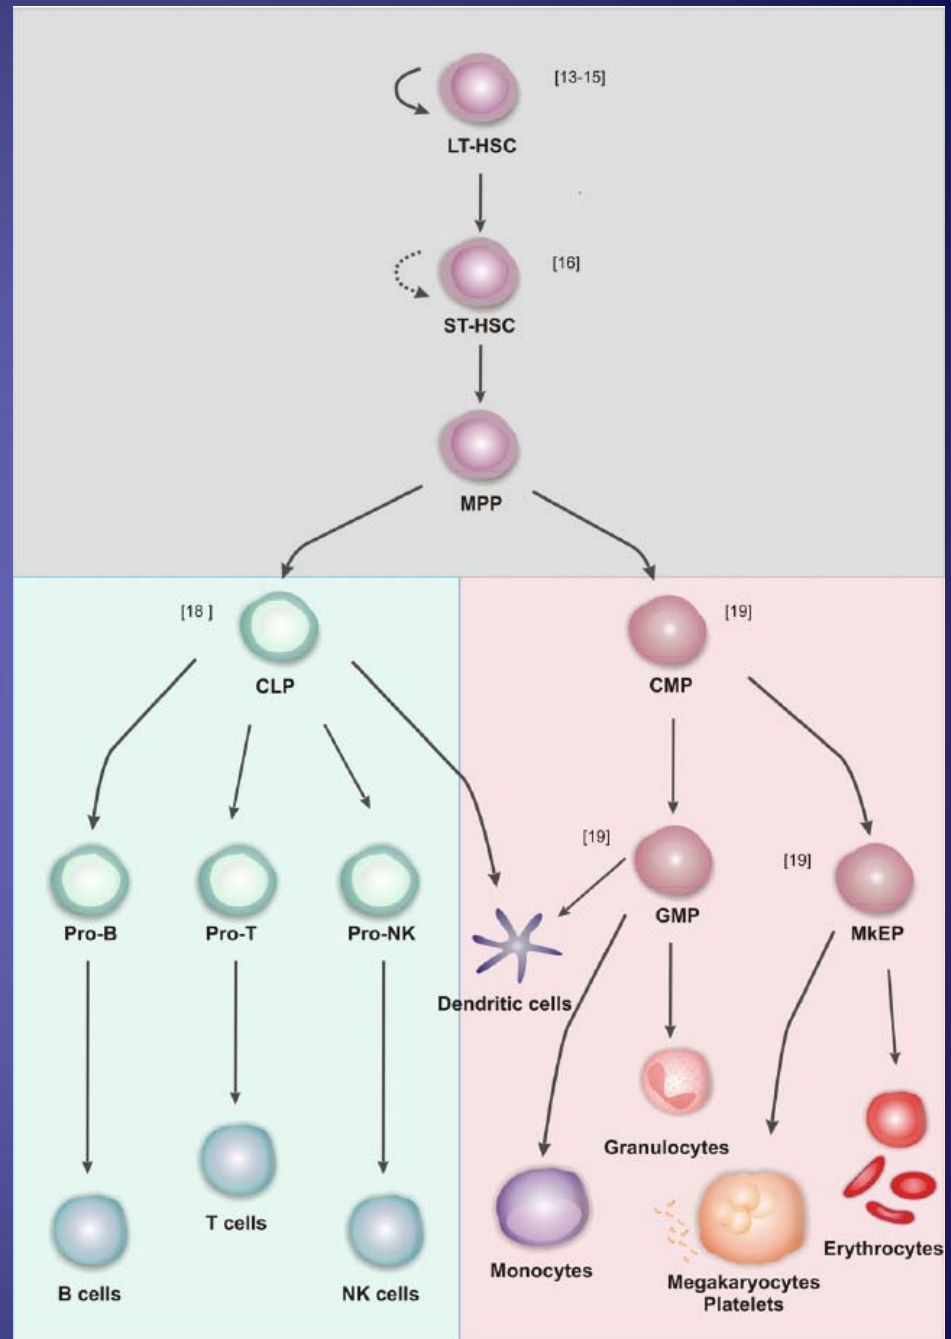 [13-15]
LT-HSC
[16]
ST-HSC
MPP
[18 ]
CLP
[19]
CMP
[19]
GMP
[19]
MkEP
Pro-B
Pro-T
Pro-NK
Dendritic cells
Granulocytes
T cells
Erythrocytes
Monocytes
Megakaryocytes
Platelets
B cells
NK cells